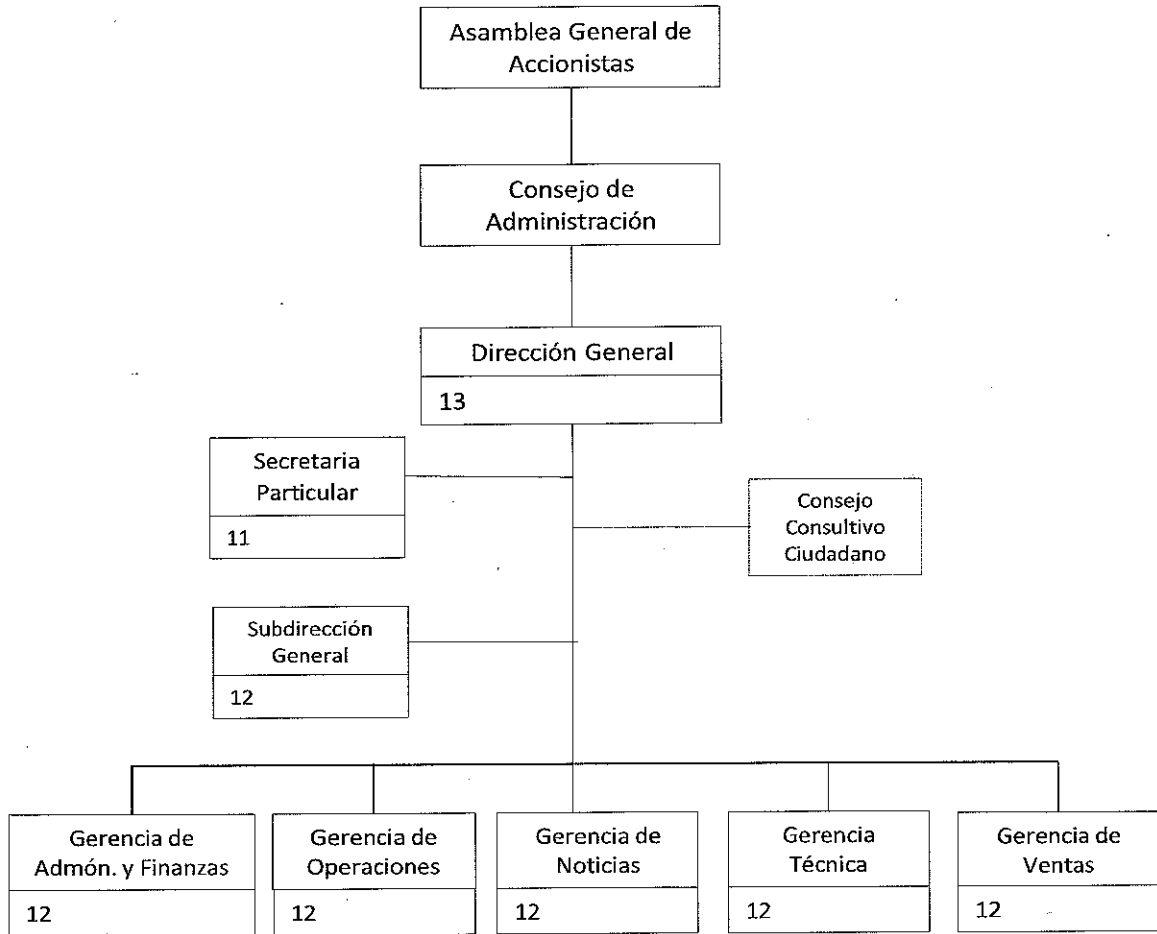 Asamblea General de
Accionistas
Consejo de
Administración
Dirección General
13
Secretaria
Particular
11
Consejo
Consultivo
Ciudadano
Subdirección
General
12
Gerencia de
Admón. y Finanzas
12
Gerencia de
Operaciones
12
Gerencia de
Noticias
12
Gerencia
Técnica
12
Gerencia de
Ventas
12